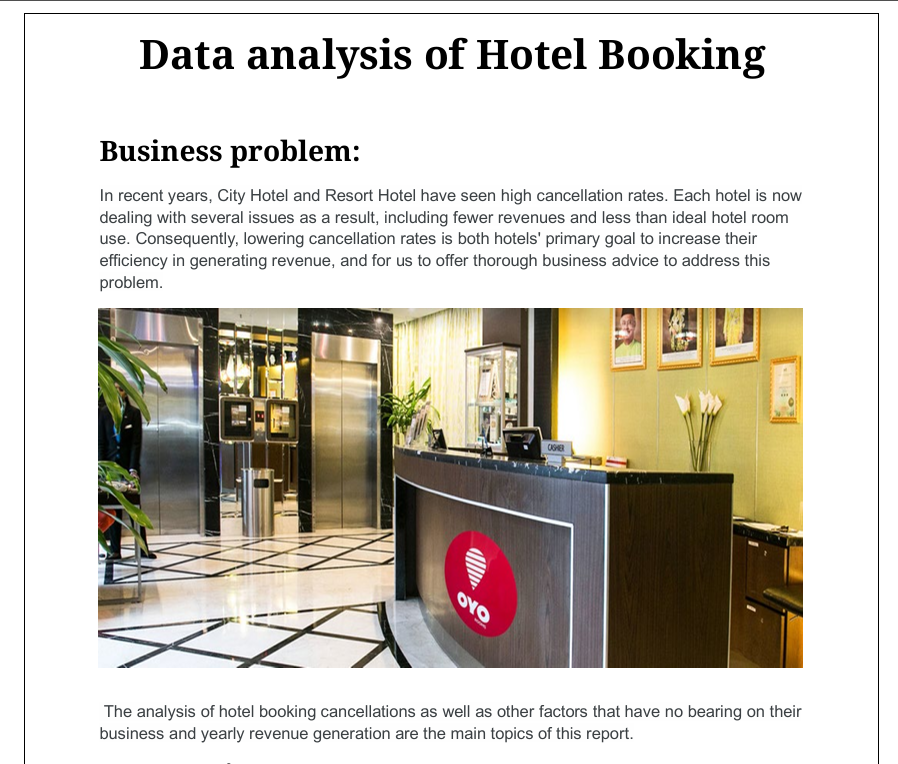 Data analysis of Hotel Booking
Business problem:
In recent years, City Hotel and Resort Hotel have seen high cancellation rates. Each hotel is now
dealing with several issues as a result, including fewer revenues and less than ideal hotel room
use. Consequently, lowering cancellation rates is both hotels' primary goal to increase their
efficiency in generating revenue, and for us to offer thorough business advice to address this
problem.
CASHIER
OYO
The analysis of hotel booking cancellations as well as other factors that have no bearing on their
business and yearly revenue generation are the main topics of this report.